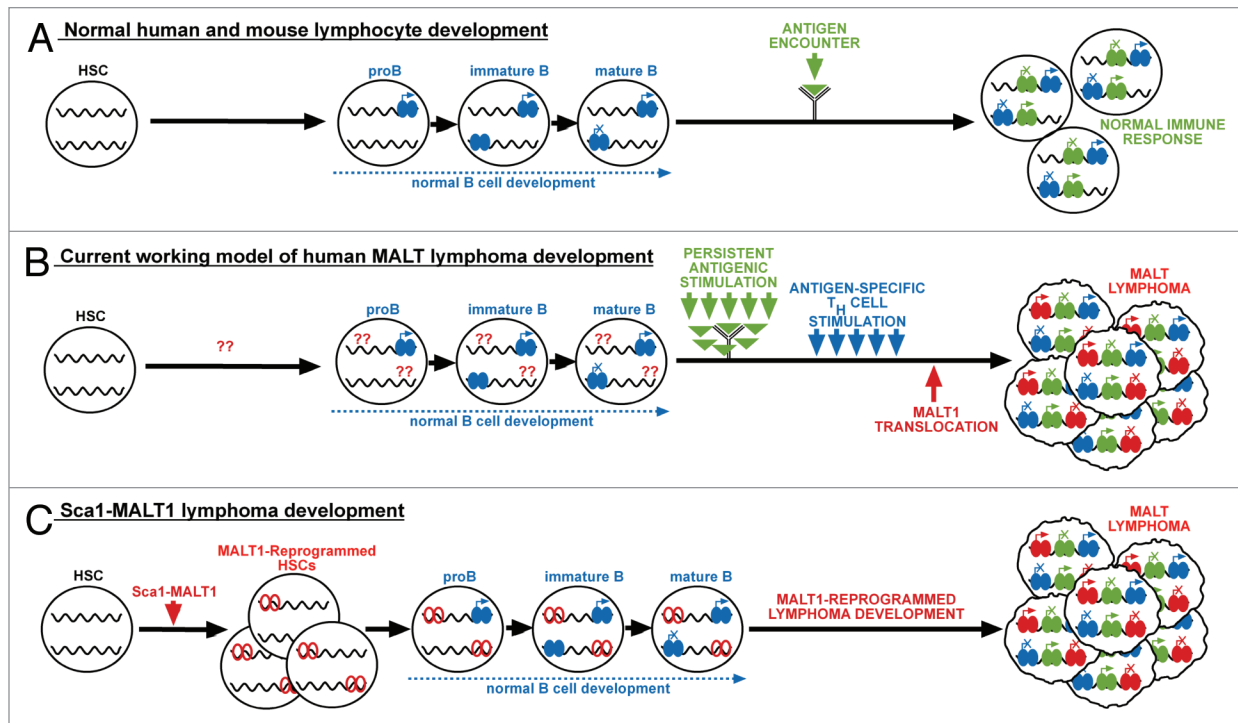 A Normal human and mouse lymphocyte development
HSC
proB
immature B
mature B
normal B cell development
ANTIGEN
ENCOUNTER
NORMAL IMMUNE
RESPONSE
B Current working model of human MALT lymphoma development
HSC
??
proB
??
??
immature B
??
??
mature B
??
??
normal B cell development
PERSISTENT
ANTIGENIC
STIMULATION
ANTIGEN-SPECIFIC
TH CELL
STIMULATION
MALT1
TRANSLOCATION
MALT
LYMPHOMA
C Sca1-MALT1 lymphoma development
HSC
Sca1-MALT1
MALT1-Reprogrammed
HSCs
proB
immature B
mature B
normal B cell development
MALT1-REPROGRAMMED
LYMPHOMA DEVELOPMENT
MALT
LYMPHOMA